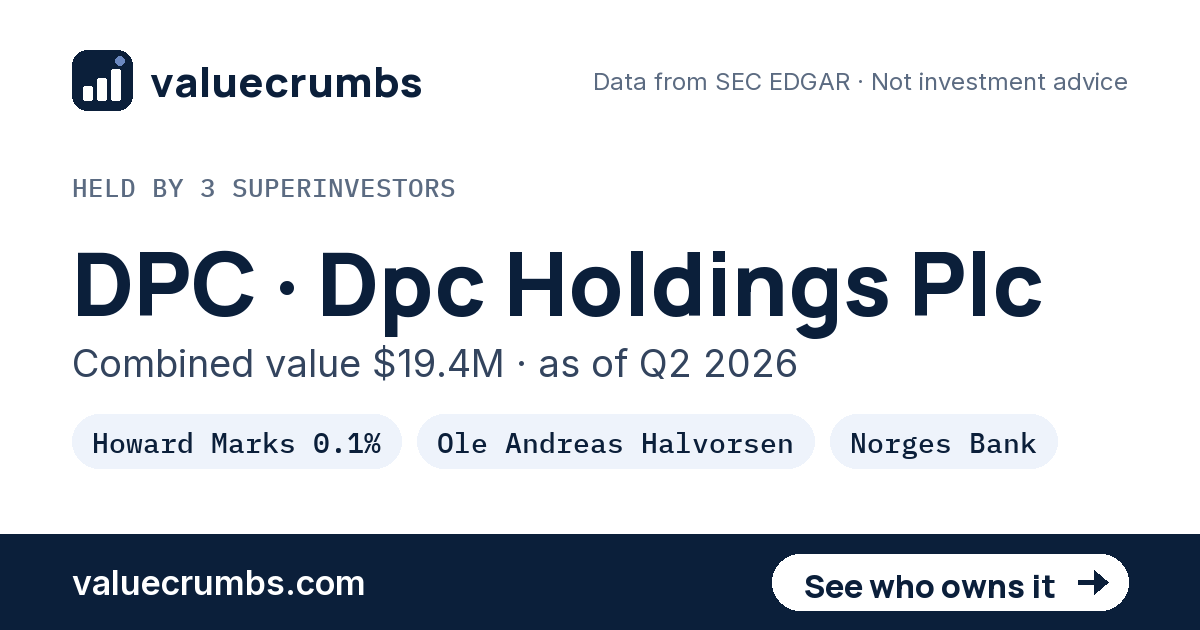 valuecrumbs
Data from SEC EDGAR · Not investment advice
HELD BY 3 SUPERINVESTORS
DPC · Dpc Holdings Plc
Combined value $19.4M · as of Q2 2026
Howard Marks 0.1%
Ole Andreas Halvorsen
Norges Bank
valuecrumbs.com
See who owns it →